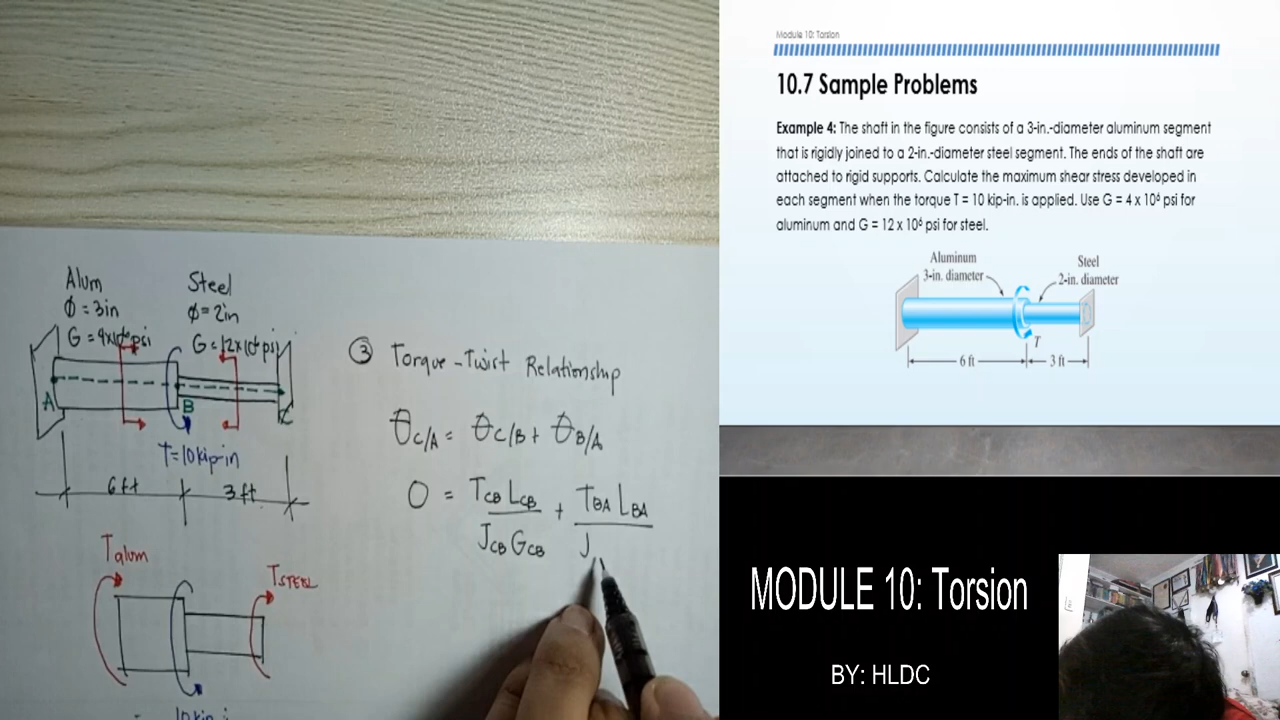 Alum
Φ = 3in
G = 4x10⁶ psi
Steel
Φ = 2in
G = 12x10⁶ psi
A
B
C
T=10kip-in
6 ft
3 ft
Talum
TSTEEL
10kip-i
③ Torque-Twist Relationship
θC/A = θC/B + θB/A
0 = TCB LCB / JCB GCB + TBA LBA / J
Module 10: Torsion
10.7 Sample Problems
Example 4: The shaft in the figure consists of a 3-in.-diameter aluminum segment
that is rigidly joined to a 2-in.-diameter steel segment. The ends of the shaft are
attached to rigid supports. Calculate the maximum shear stress developed in
each segment when the torque T = 10 kip-in. is applied. Use G = 4 x 10⁶ psi for
aluminum and G = 12 x 10⁶ psi for steel.
Aluminum
3-in. diameter
Steel
2-in. diameter
T
6 ft
3 ft
MODULE 10: Torsion
BY: HLDC